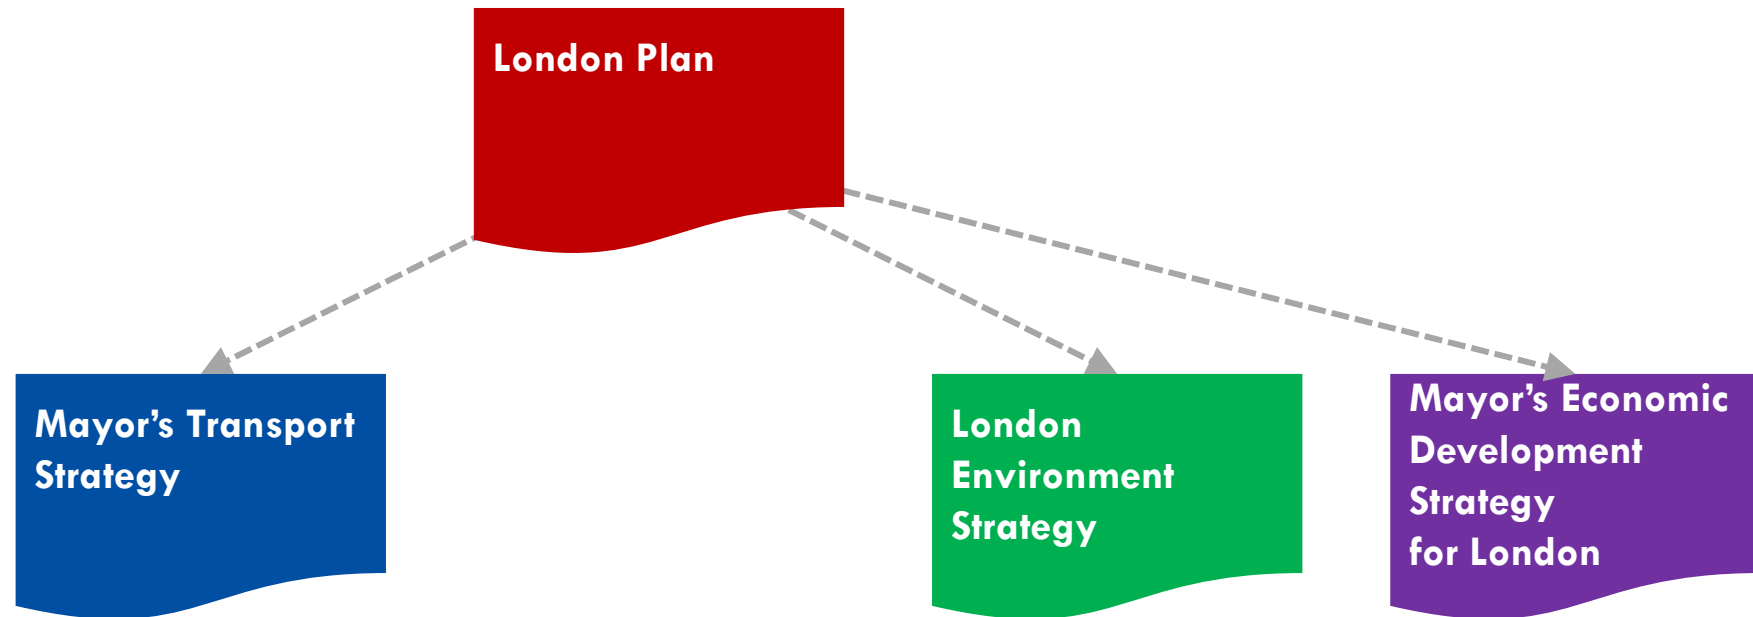 London Plan
Mayor’s Transport
Strategy
London
Environment
Strategy
Mayor’s Economic
Development
Strategy
for London